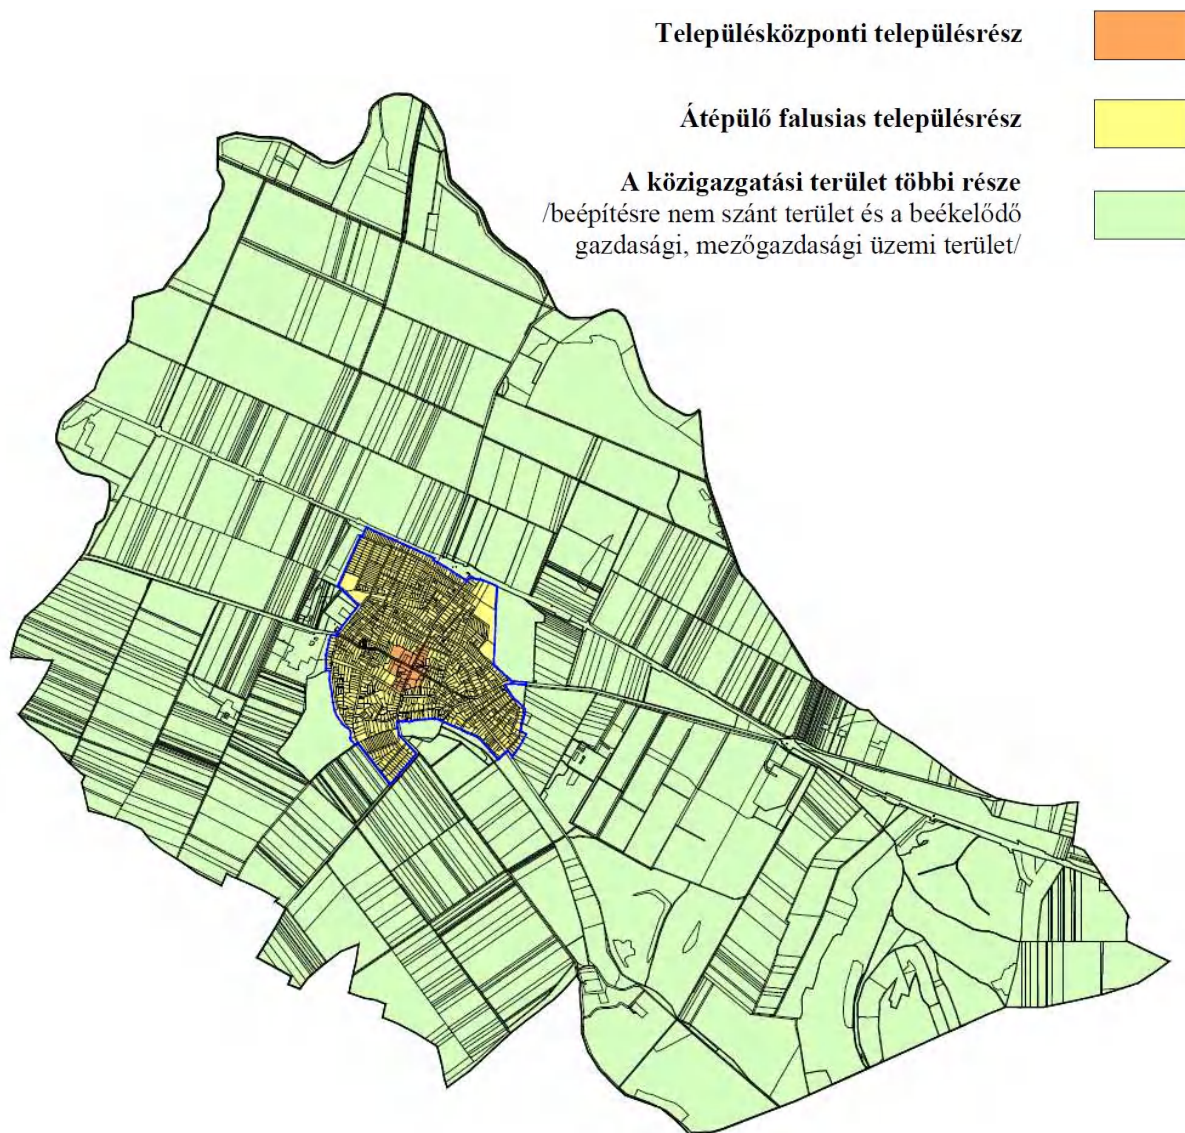 Településközponti településrész
Átépülő falusias településrész
A közigazgatási terület többi része
/beépítésre nem szánt terület és a beékelődő
gazdasági, mezőgazdasági üzemi terület/